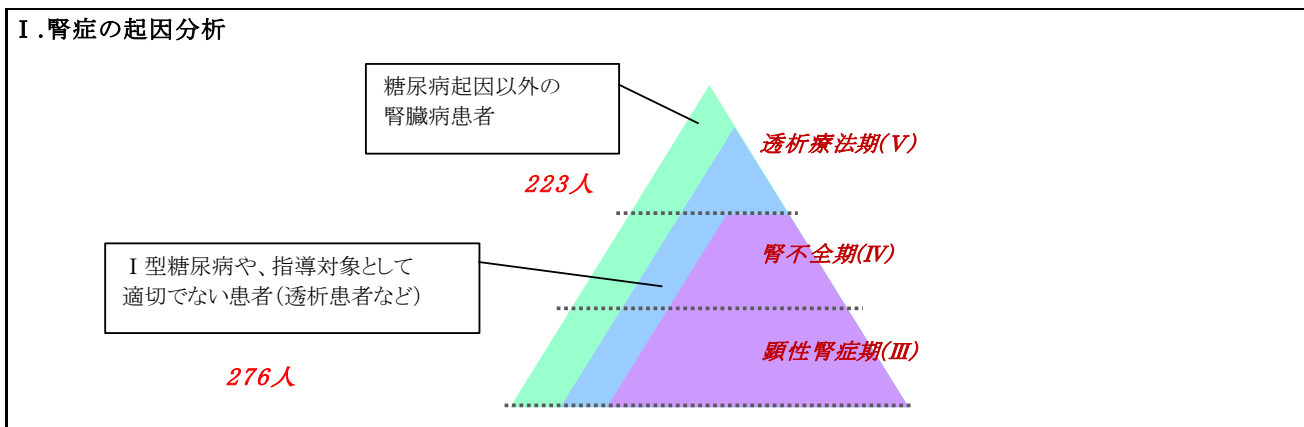 Ⅰ.腎症の起因分析
糖尿病起因以外の
腎臓病患者
透析療法期(Ⅴ)
223人
Ⅰ型糖尿病や、指導対象として
適切でない患者(透析患者など)
腎不全期(Ⅳ)
顕性腎症期(Ⅲ)
276人